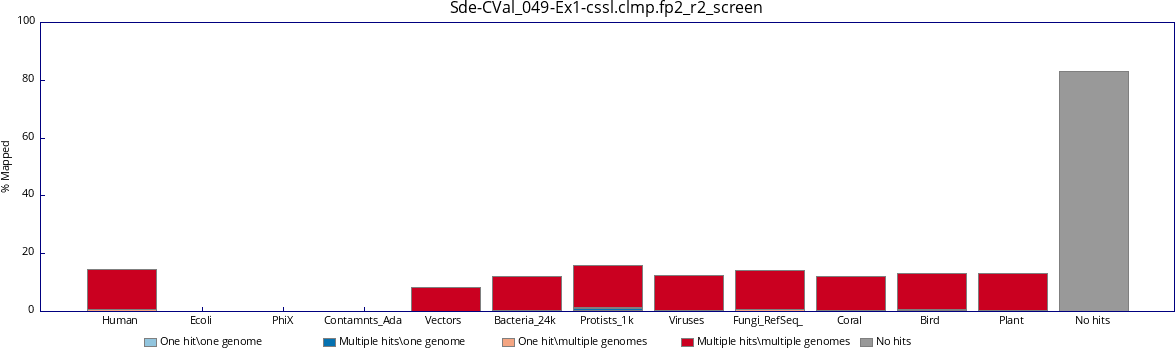 Sde-CVal_049-Ex1-cssl.clmp.fp2_r2_screen
100
80
60
40
20
0
% Mapped
Human Ecoli PhiX Contamnts_Ada Vectors Bacteria_24k Protists_1k Viruses Fungi_RefSeq_ Coral Bird Plant No hits
One hit\one genome Multiple hits\one genome One hit\multiple genomes Multiple hits\multiple genomes No hits